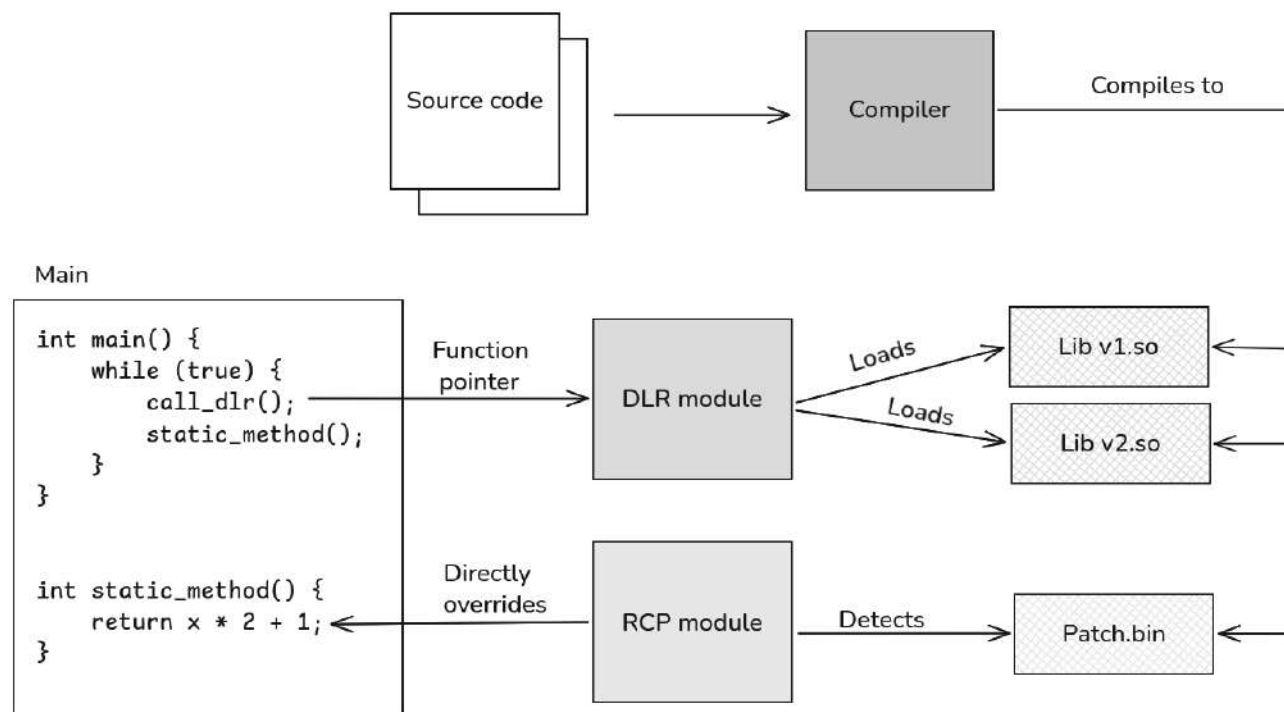 Source code
Compiler
Compiles to
Main
int main() {
    while (true) {
        call_dlr();
        static_method();
    }
}
int static_method() {
    return x * 2 + 1;
}
Function
pointer
DLR module
Loads
Loads
Lib v1.so
Lib v2.so
Directly
overrides
RCP module
Detects
Patch.bin